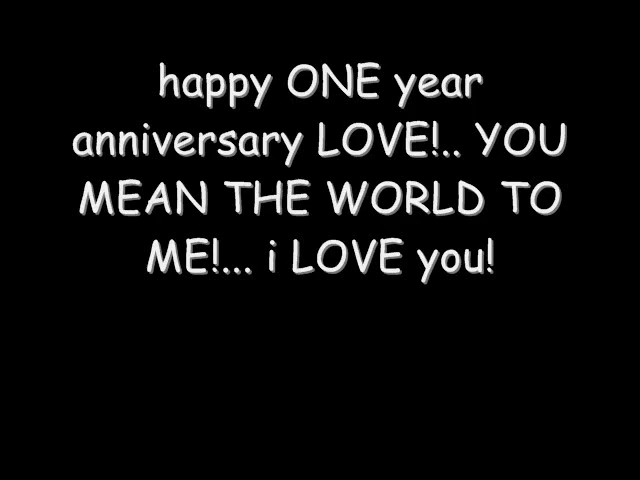 happy ONE year
anniversary LOVE!.. YOU
MEAN THE WORLD TO
ME!... i LOVE you!